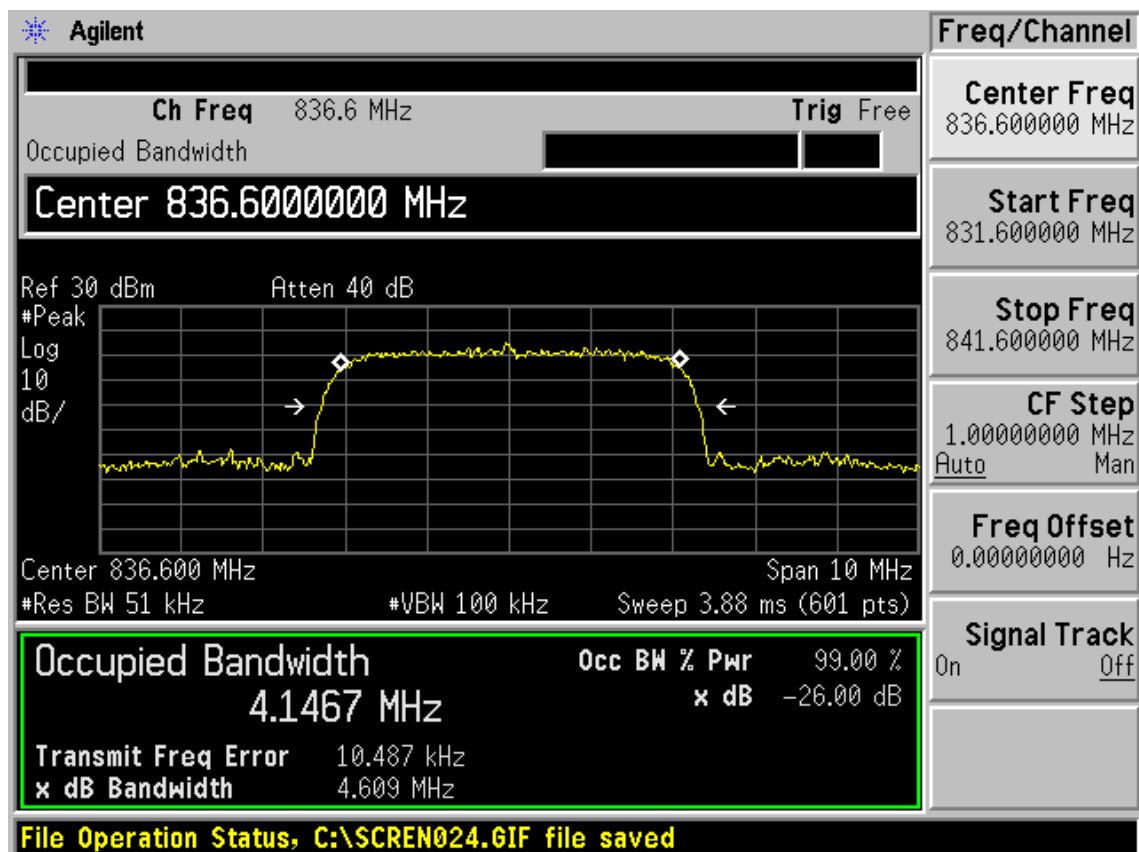 Agilent
Freq/Channel
Ch Freq 836.6 MHz Trig Free
Occupied Bandwidth
Center 836.6000000 MHz
Ref 30 dBm Atten 40 dB
#Peak
Log
10
dB/
Center 836.600 MHz Span 10 MHz
#Res BW 51 kHz #VBW 100 kHz Sweep 3.88 ms (601 pts)
Occupied Bandwidth
4.1467 MHz
Occ BW % Pwr 99.00 %
x dB -26.00 dB
Transmit Freq Error 10.487 kHz
x dB Bandwidth 4.609 MHz
Center Freq
836.600000 MHz
Start Freq
831.600000 MHz
Stop Freq
841.600000 MHz
CF Step
1.00000000 MHz
Auto Man
Freq Offset
0.00000000 Hz
Signal Track
On Off
File Operation Status, C:\SCREN024.GIF file saved